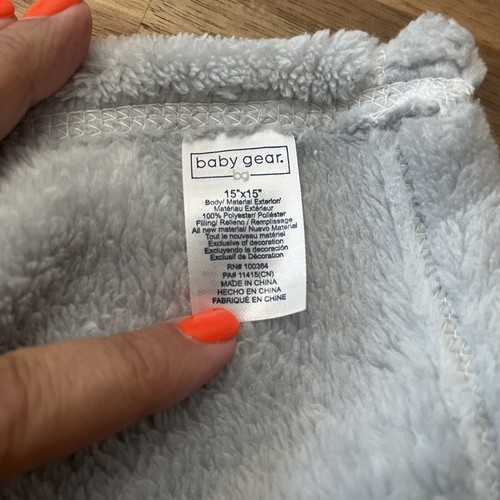 baby gear.
bg
15"x15"
Body/ Material Exterior/
Matériau Extérieur
100% Polyester/ Poliéster
Filling/ Relleno / Remplissage
All new material/ Nuevo Material
Tout le nouveau matériel
Exclusive of decoration
Excluyendo la decoración
Exclusif de Décoration
RN# 100364
PA# 11415(CN)
MADE IN CHINA
HECHO EN CHINA
FABRIQUÉ EN CHINE